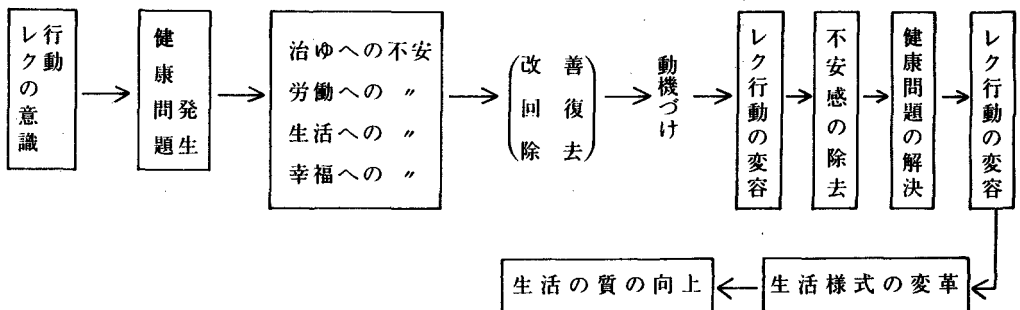 レクの意識
行動
健康問題
発生
治ゆへの不安
労働への 〃
生活への 〃
幸福への 〃
(改 善
回 復
除 去)
動機づけ
レク行動の変容
不安感の除去
健康問題の解決
レク行動の変容
生活様式の変革
生活の質の向上